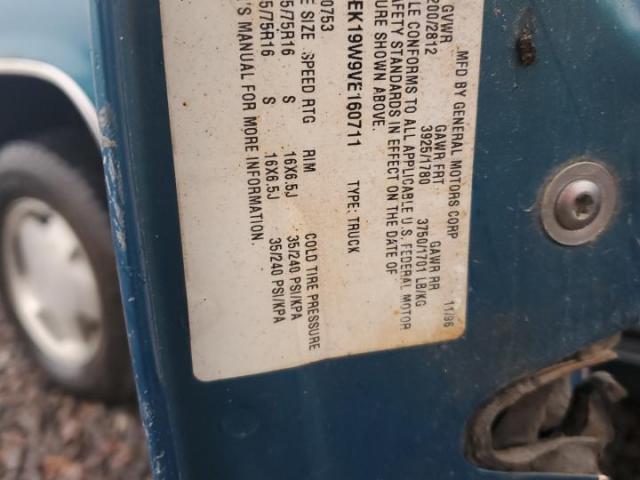 MFD BY GENERAL MOTORS CORP 11/96
GVWR GAWR FRT GAWR RR
200/2812 3925/1780 3750/1701 LB/KG
LE CONFORMS TO ALL APPLICABLE U.S. FEDERAL MOTOR
AFETY STANDARDS IN EFFECT ON THE DATE OF
URE SHOWN ABOVE.
EK19W9VE160711 TYPE: TRUCK
0753
E SIZE SPEED RTG RIM COLD TIRE PRESSURE
5/75R16 S 16X6.5J 35/240 PSI/KPA
5/75R16 S 16X6.5J 35/240 PSI/KPA
'S MANUAL FOR MORE INFORMATION